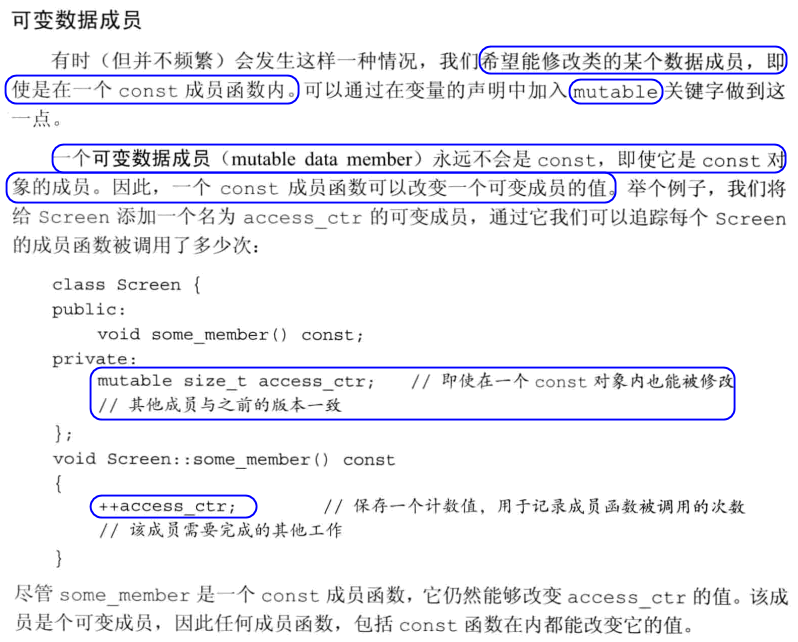 可变数据成员
有时（但并不频繁）会发生这样一种情况，我们希望能修改类的某个数据成员，即
使是在一个 const 成员函数内。可以通过在变量的声明中加入 mutable 关键字做到这
一点。
一个可变数据成员（mutable data member）永远不会是 const，即使它是 const 对
象的成员。因此，一个 const 成员函数可以改变一个可变成员的值。举个例子，我们将
给 Screen 添加一个名为 access_ctr 的可变成员，通过它我们可以追踪每个 Screen
的成员函数被调用了多少次：
class Screen {
public:
    void some_member() const;
private:
    mutable size_t access_ctr;   // 即使在一个 const 对象内也能被修改
    // 其他成员与之前的版本一致
};
void Screen::some_member() const
{
    ++access_ctr;        // 保存一个计数值，用于记录成员函数被调用的次数
    // 该成员需要完成的其他工作
}
尽管 some_member 是一个 const 成员函数，它仍然能够改变 access_ctr 的值。该成
员是个可变成员，因此任何成员函数，包括 const 函数在内都能改变它的值。